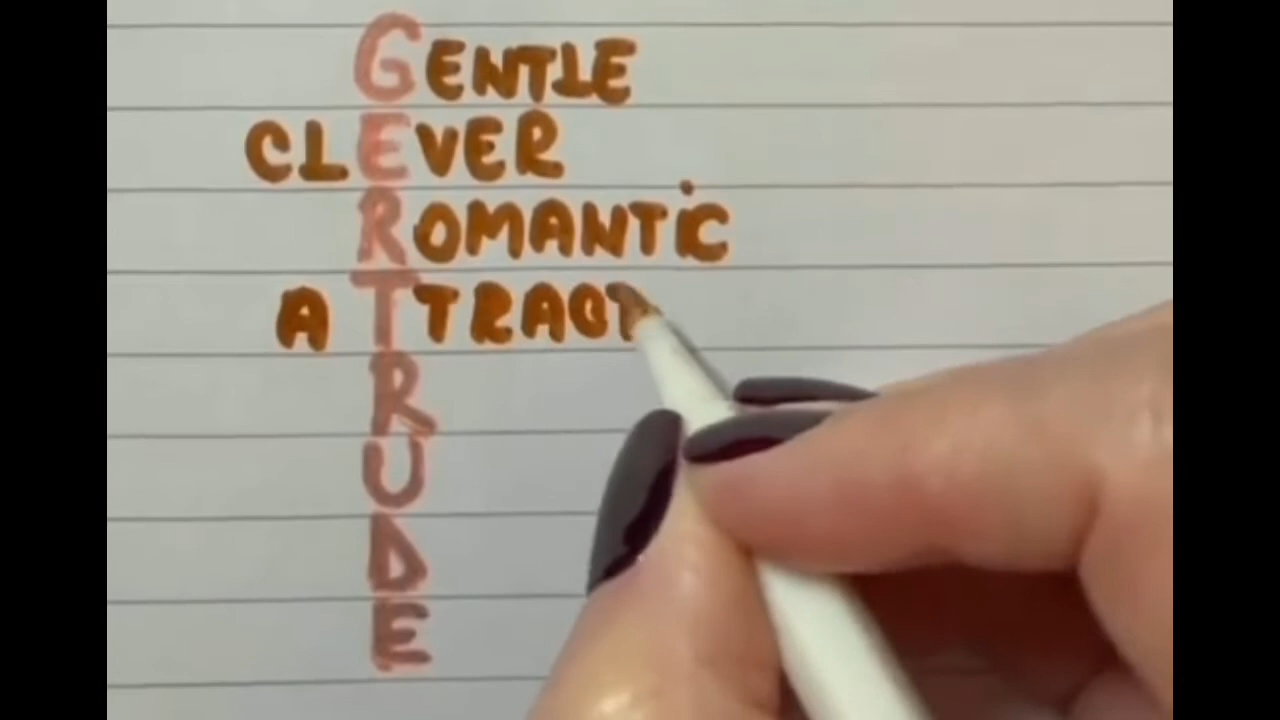 GENTLE
CLEVER
ROMANTiC
ATTRACT
R
U
D
E